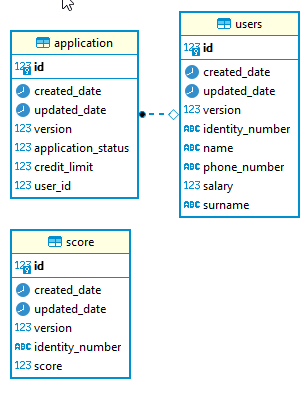 application
123 id
created_date
updated_date
123 version
123 application_status
123 credit_limit
123 user_id
users
123 id
created_date
updated_date
123 version
ABC identity_number
ABC name
ABC phone_number
123 salary
ABC surname
score
123 id
created_date
updated_date
123 version
ABC identity_number
123 score